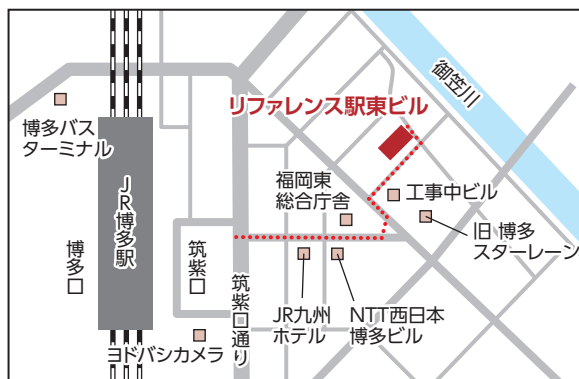 御笠川
リファレンス駅東ビル
博多バス
ターミナル
JR博多駅
福岡東
総合庁舎
工事中ビル
旧 博多
スターレーン
博多口
筑紫口
筑紫口通り
JR九州
ホテル
NTT西日本
博多ビル
ヨドバシカメラ